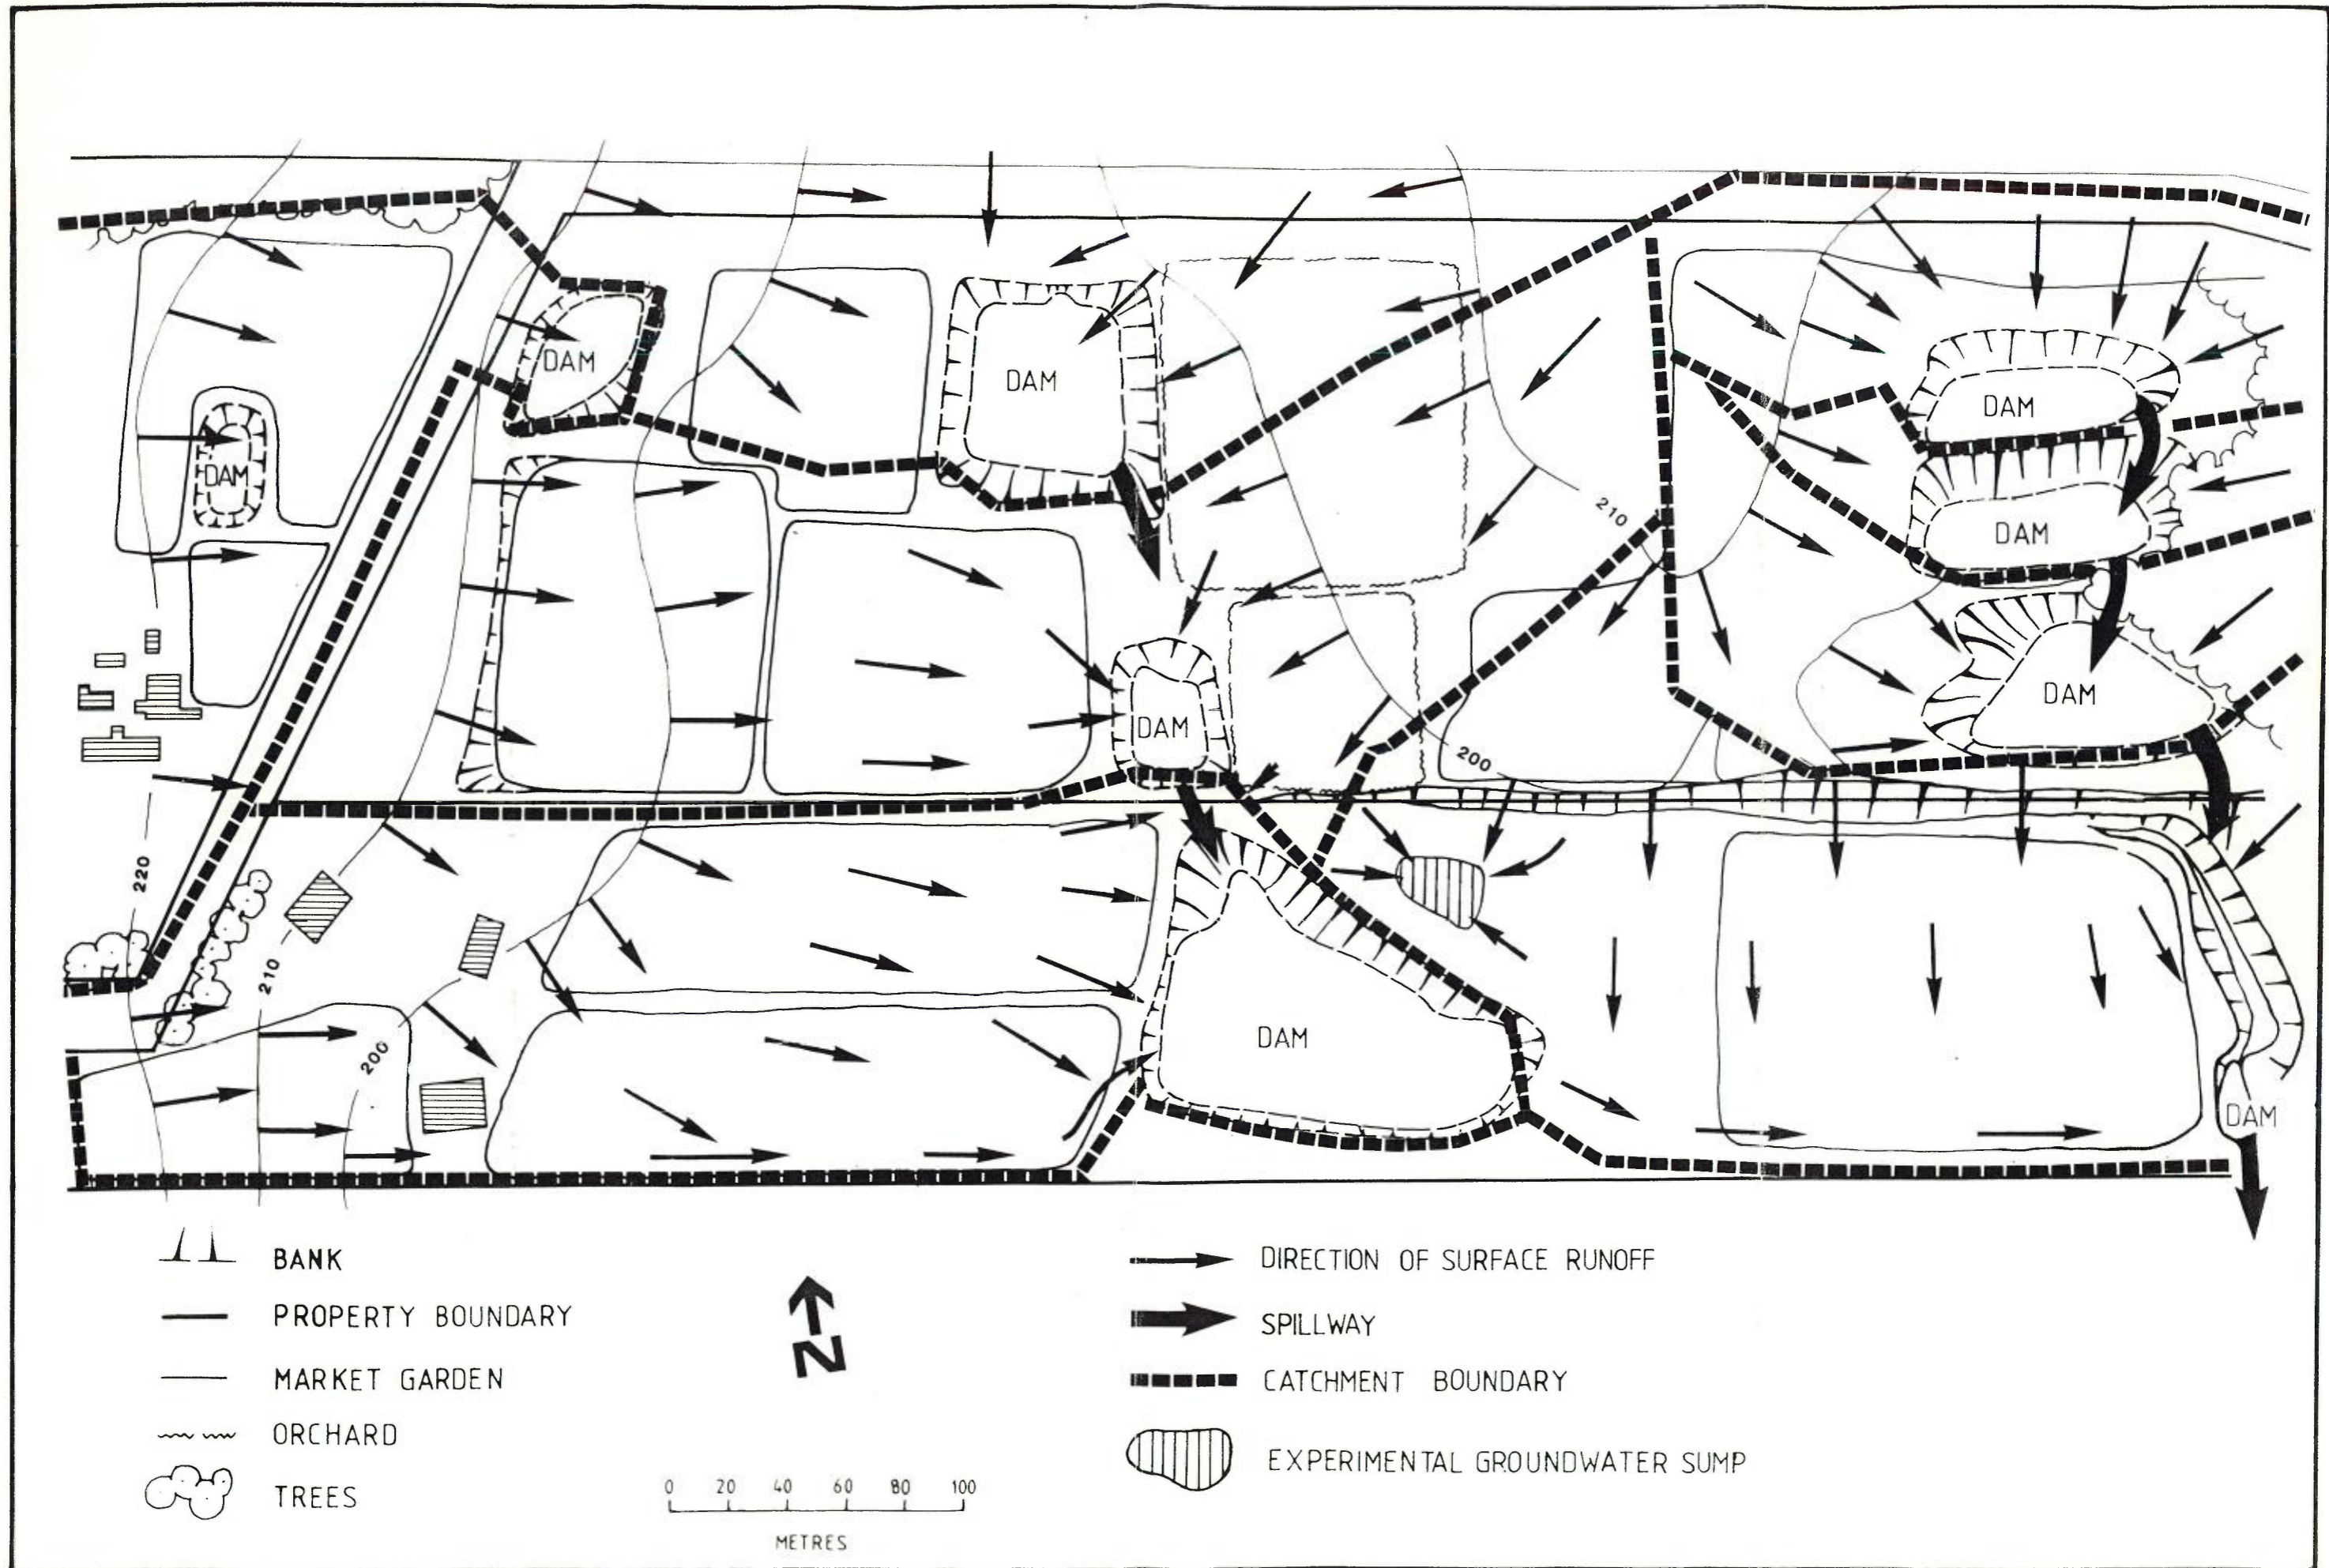 DAM
DAM
DAM
DAM
DAM
210
DAM
DAM
DAM
200
220
210
DAM
200
DAM
BANK
PROPERTY BOUNDARY
MARKET GARDEN
ORCHARD
TREES
N
0 20 40 60 80 100
METRES
DIRECTION OF SURFACE RUNOFF
SPILLWAY
CATCHMENT BOUNDARY
EXPERIMENTAL GROUNDWATER SUMP